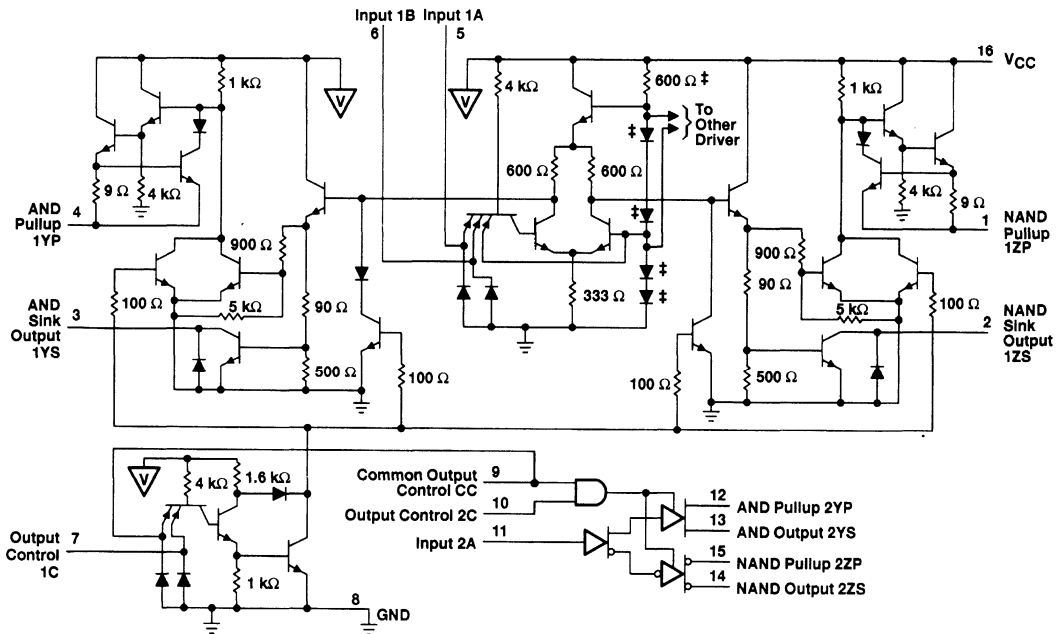 Input 1B Input 1A
6 5
16
VCC
1 kΩ
V
V
4 kΩ
600 Ω ‡
1 kΩ
‡
To
Other
Driver
9 Ω
4 kΩ
600 Ω
600 Ω
4 kΩ
9 Ω
AND
Pullup
1YP
4
‡
1
NAND
Pullup
1ZP
900 Ω
900 Ω
100 Ω
5 kΩ
90 Ω
333 Ω
‡
‡
90 Ω
5 kΩ
100 Ω
AND
Sink
Output
1YS
3
2
NAND
Sink
Output
1ZS
500 Ω
100 Ω
100 Ω
500 Ω
V
4 kΩ
1.6 kΩ
Common Output
Control CC
9
Output Control 2C
10
Input 2A
11
12
AND Pullup 2YP
13
AND Output 2YS
15
NAND Pullup 2ZP
14
NAND Output 2ZS
Output
Control
1C
7
1 kΩ
8
GND